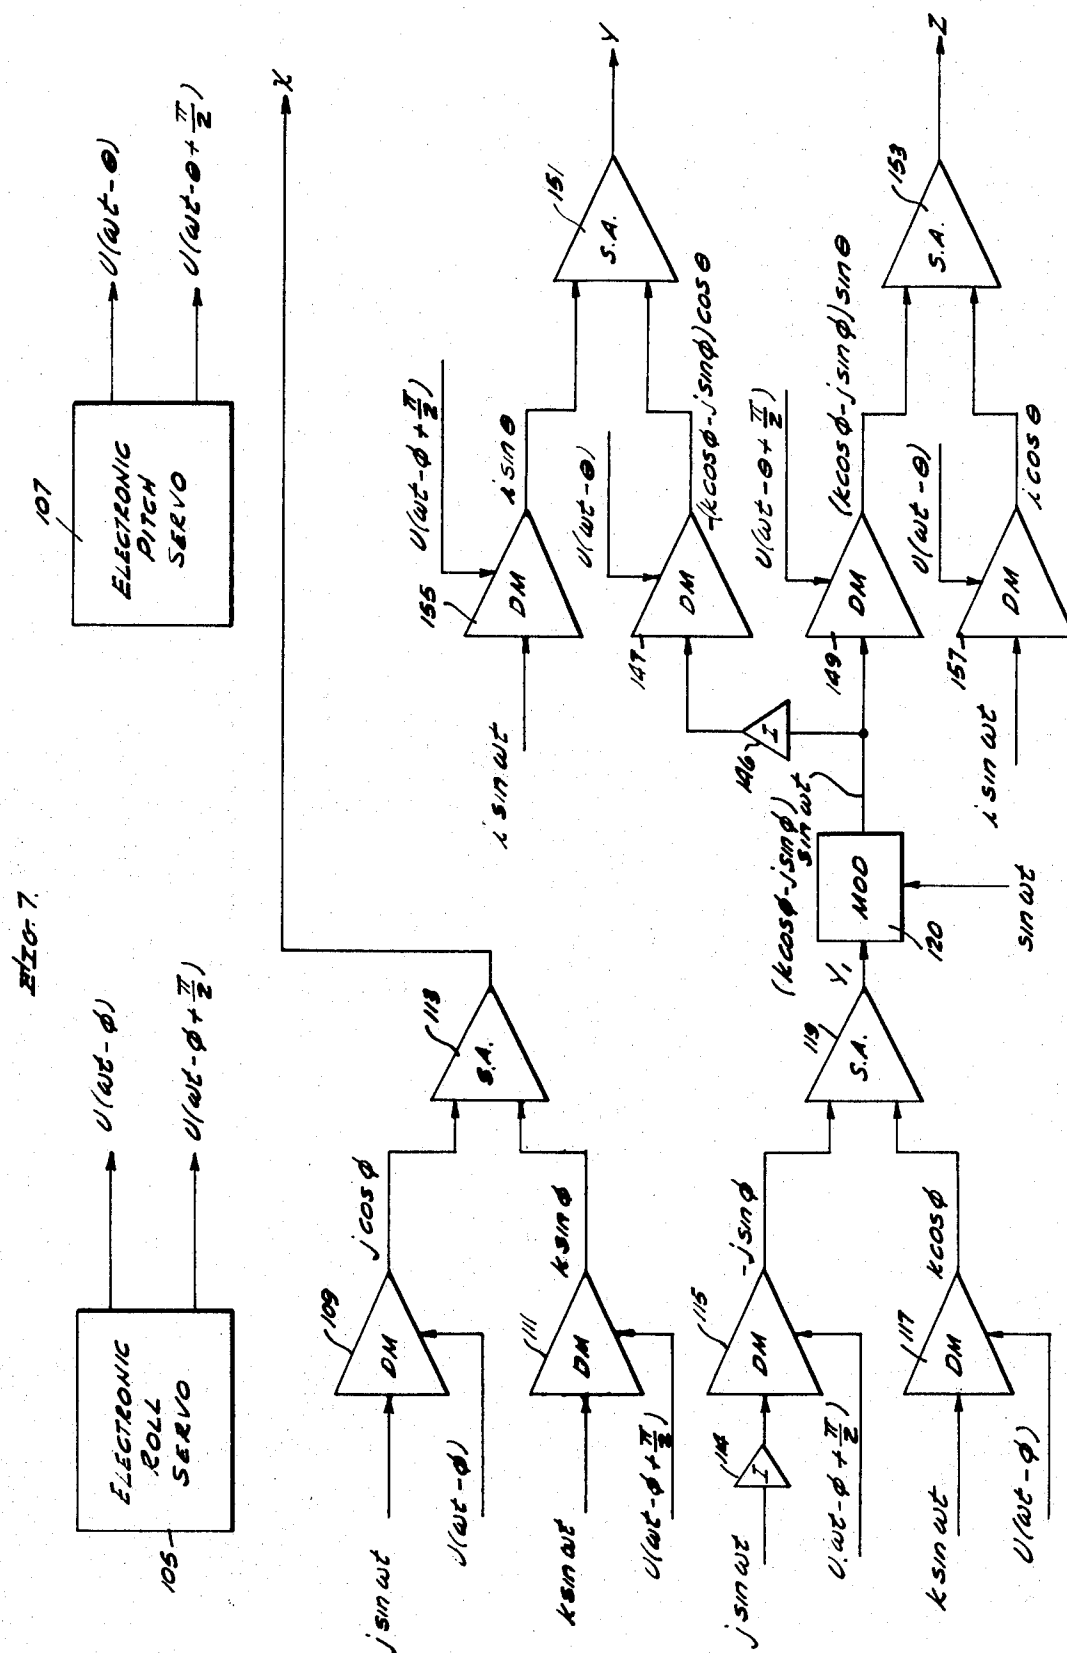 FIG. 7.
ELECTRONIC
ROLL
SERVO
105
U(ωt-ϕ)
U(ωt-ϕ+π/2)
ELECTRONIC
PITCH
SERVO
107
U(ωt-θ)
U(ωt-θ+π/2)
j sin ωt
DM
109
U(ωt-ϕ)
j cos ϕ
k sin ωt
DM
111
U(ωt-ϕ+π/2)
k sin ϕ
S.A.
113
X
j sin ωt
I
114
DM
115
U(ωt-ϕ+π/2)
-j sin ϕ
k sin ωt
DM
117
U(ωt-ϕ)
k cos ϕ
S.A.
119
Y₁
MOD
120
sin ωt
(k cos ϕ-j sin ϕ)
sin ωt
I
146
i sin ωt
DM
155
U(ωt-ϕ+π/2)
i sin θ
DM
147
U(ωt-θ)
-(k cos ϕ-j sin ϕ) cos θ
S.A.
151
Y
DM
149
U(ωt-θ+π/2)
(k cos ϕ-j sin ϕ) sin θ
i sin ωt
DM
157
U(ωt-θ)
i cos θ
S.A.
153
Z